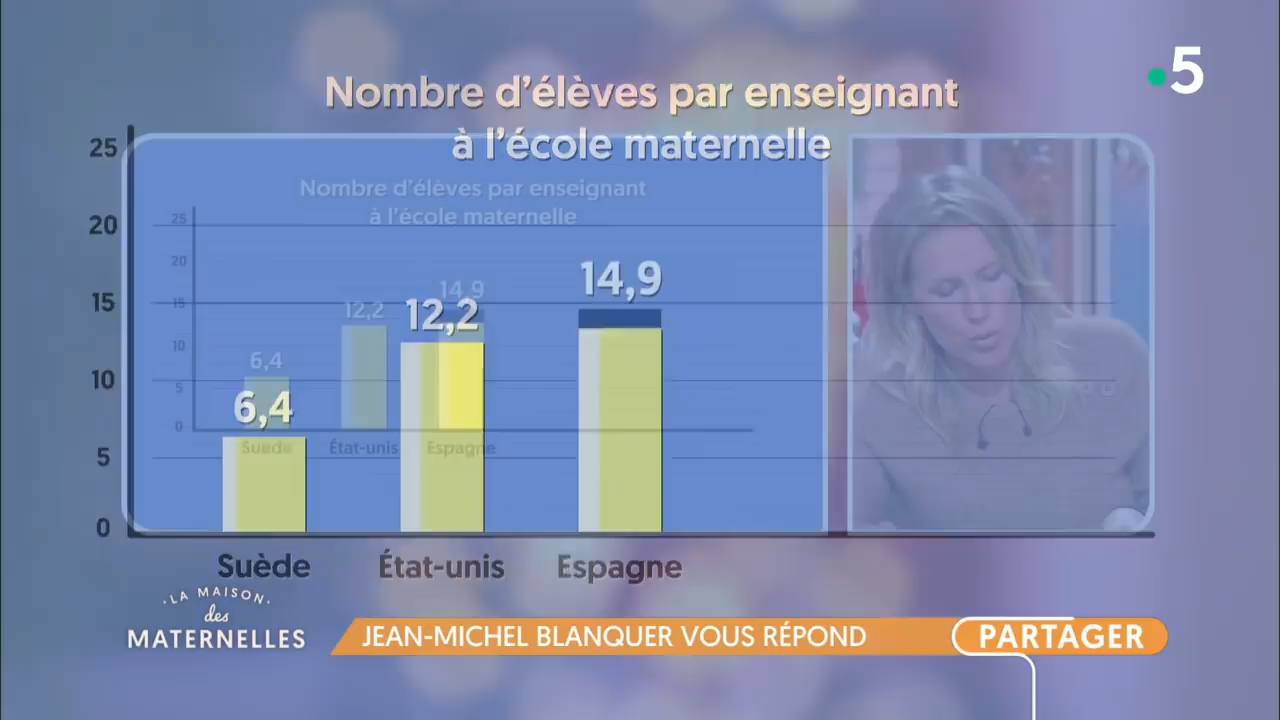 5
Nombre d'élèves par enseignant
à l'école maternelle
25
20
15
10
5
0
6,4
12,2
14,9
Suède
État-unis
Espagne
Nombre d'élèves par enseignant
à l'école maternelle
25
20
15
10
5
0
6,4
12,2
14,9
Suède
État-unis
Espagne
LA MAISON
des
MATERNELLES
JEAN-MICHEL BLANQUER VOUS RÉPOND
PARTAGER